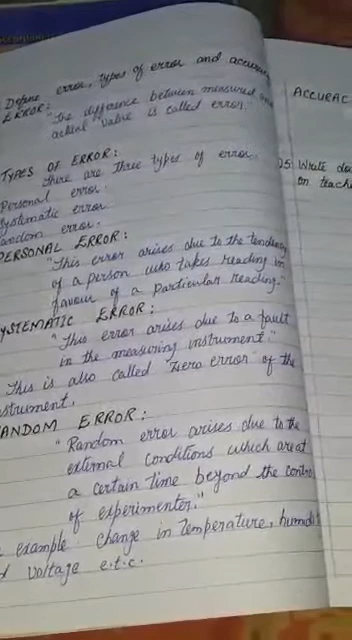 Define error, types of error and accuracy
ERROR:
"The diffrence between measured and
actual value is called error."
TYPES OF ERROR:
There are three types of error.
Personal error.
Systematic error
Random error.
PERSONAL ERROR:
"This error arises due to the tendency
of a person who takes reading in
favour of a particular reading."
SYSTEMATIC ERROR:
"This error arises due to a fault
in the measuring instrument."
This is also called "Zero error" of the
instrument.
RANDOM ERROR:
"Random error arises due to the
external conditions which are at
a certain time beyond the control
of experimenter."
example change in Temperature, humidi
voltage e.t.c.
ACCURAC
Q5: Write do
on teach